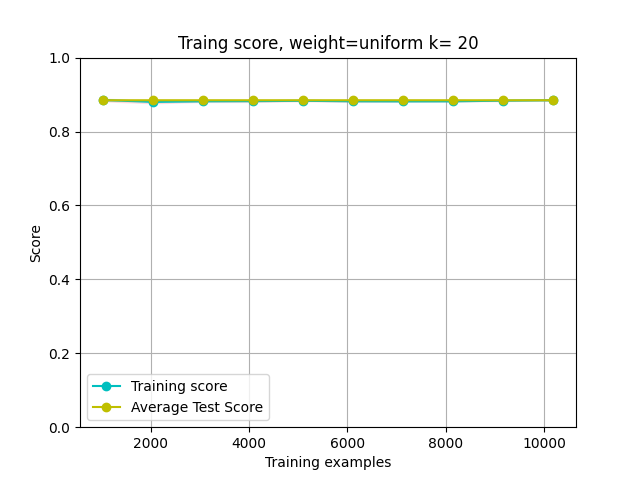 Traing score, weight=uniform k= 20
1.0
0.8
0.6
0.4
0.2
0.0
Score
Training score
Average Test Score
2000 4000 6000 8000 10000
Training examples